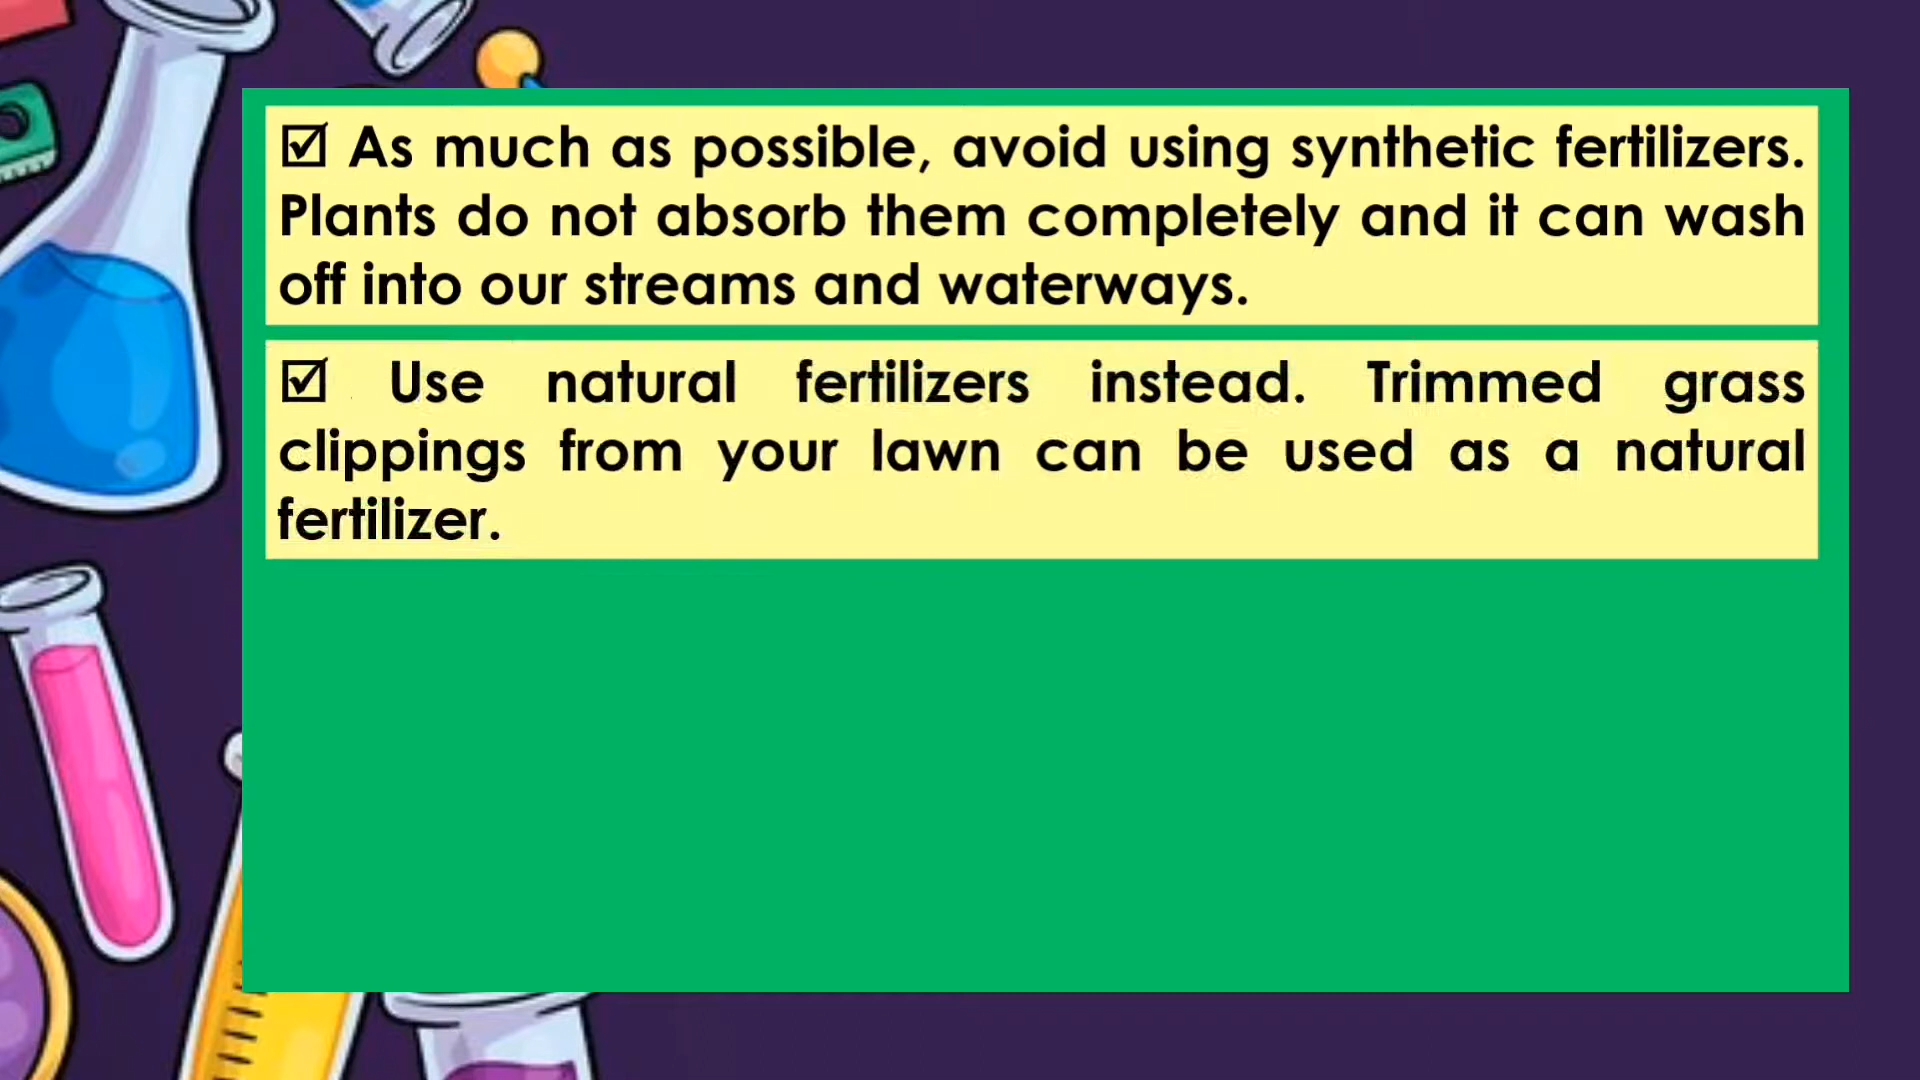 ☑ As much as possible, avoid using synthetic fertilizers.
Plants do not absorb them completely and it can wash
off into our streams and waterways.
☑ Use natural fertilizers instead. Trimmed grass
clippings from your lawn can be used as a natural
fertilizer.